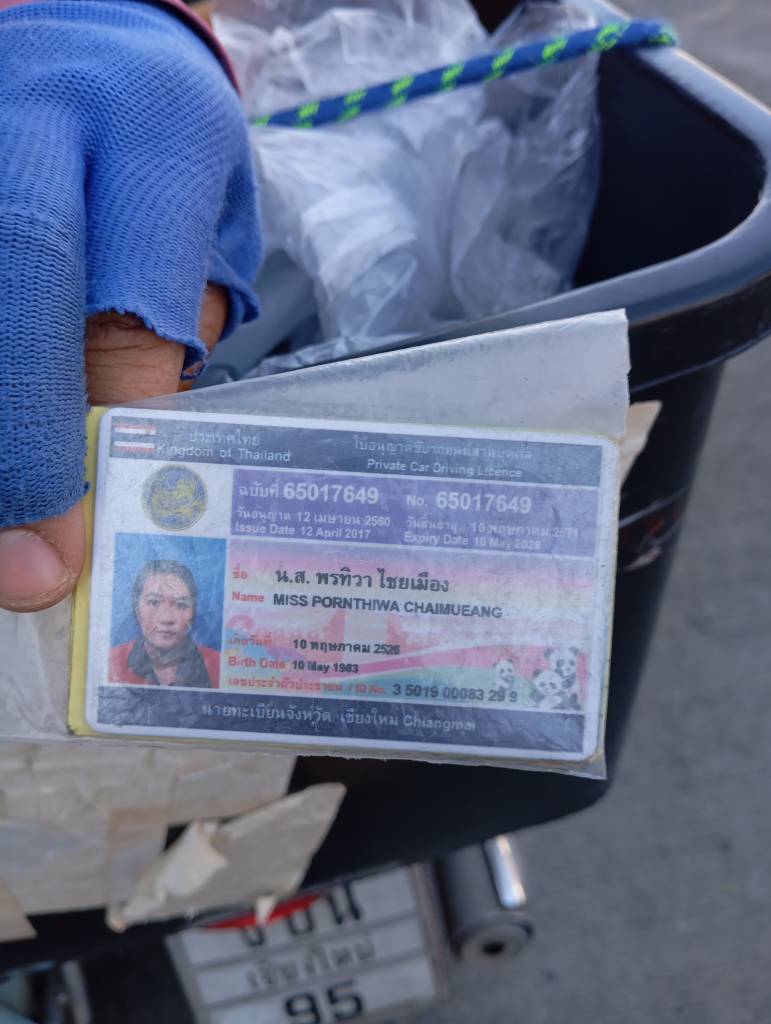 ประเทศไทย
Kingdom of Thailand
ใบอนุญาตขับรถยนต์ส่วนบุคคล
Private Car Driving Licence
ฉบับที่ 65017649
No. 65017649
วันอนุญาต 12 เมษายน 2560
Issue Date 12 April 2017
วันสิ้นอายุ 10 พฤษภาคม 2571
Expiry Date 10 May 2028
ชื่อ น.ส. พรทิวา ไชยเมือง
Name MISS PORNTHIWA CHAIMUEANG
เกิดวันที่ 10 พฤษภาคม 2526
Birth Date 10 May 1983
เลขประจำตัวประชาชน / ID No. 3 5019 00083 29 9
นายทะเบียนจังหวัด เชียงใหม่ Chiangmai
เชียงใหม่
95